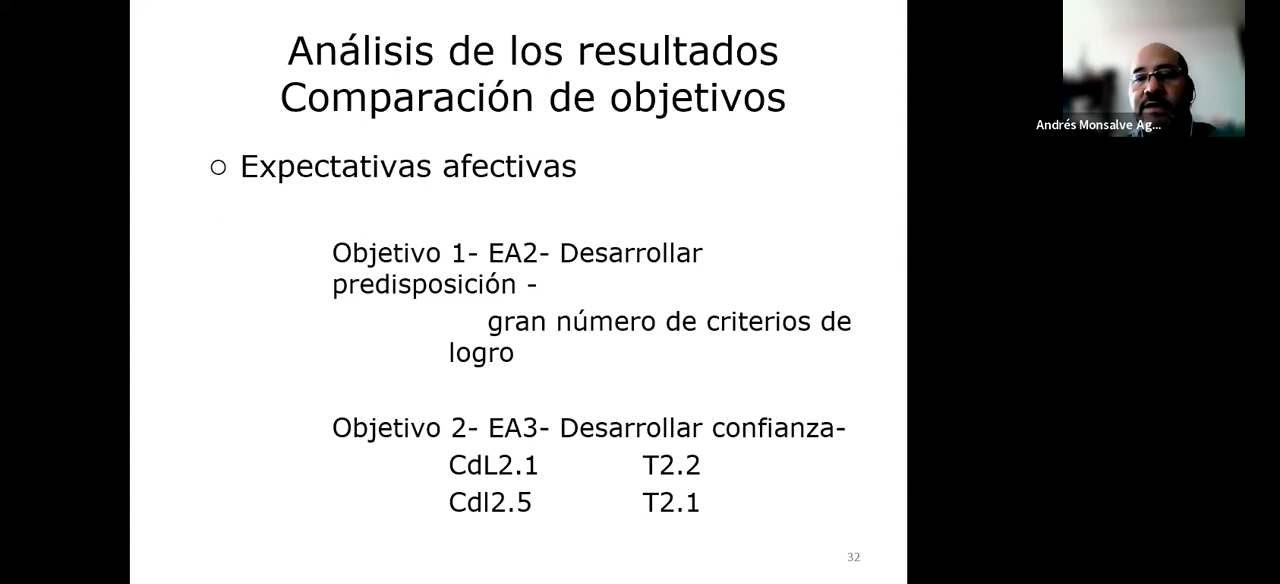 Análisis de los resultados
Comparación de objetivos
Expectativas afectivas
Objetivo 1- EA2- Desarrollar
predisposición -
gran número de criterios de
logro
Objetivo 2- EA3- Desarrollar confianza-
CdL2.1 T2.2
Cdl2.5 T2.1
32
Andrés Monsalve Ag...